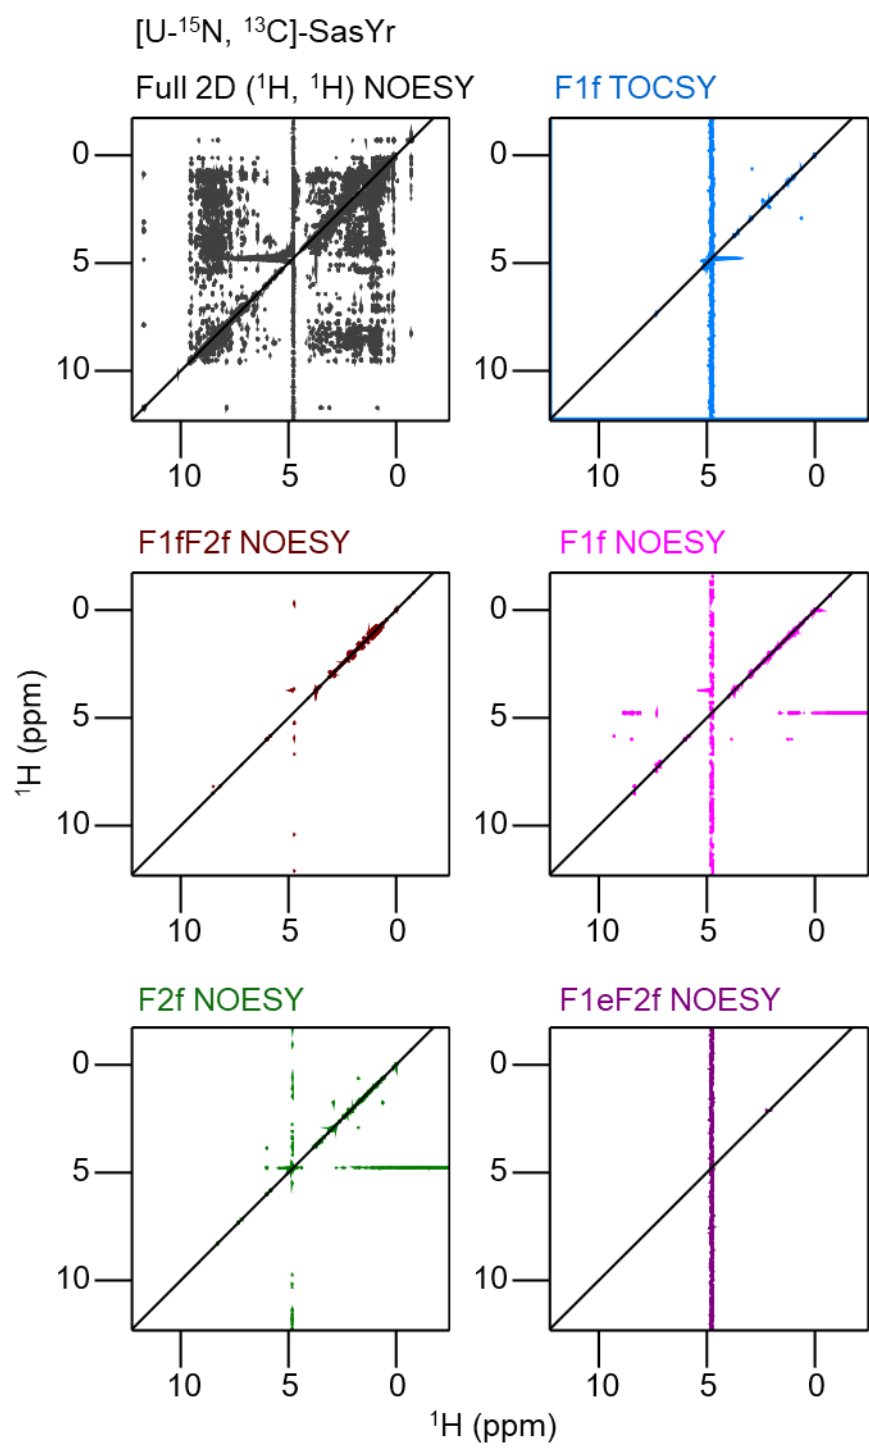 [U-¹⁵N, ¹³C]-SasYr
Full 2D (¹H, ¹H) NOESY
F1f TOCSY
0
5
10
10 5 0
0
5
10
10 5 0
F1fF2f NOESY
F1f NOESY
0
5
10
10 5 0
0
5
10
10 5 0
¹H (ppm)
F2f NOESY
F1eF2f NOESY
0
5
10
10 5 0
0
5
10
10 5 0
¹H (ppm)